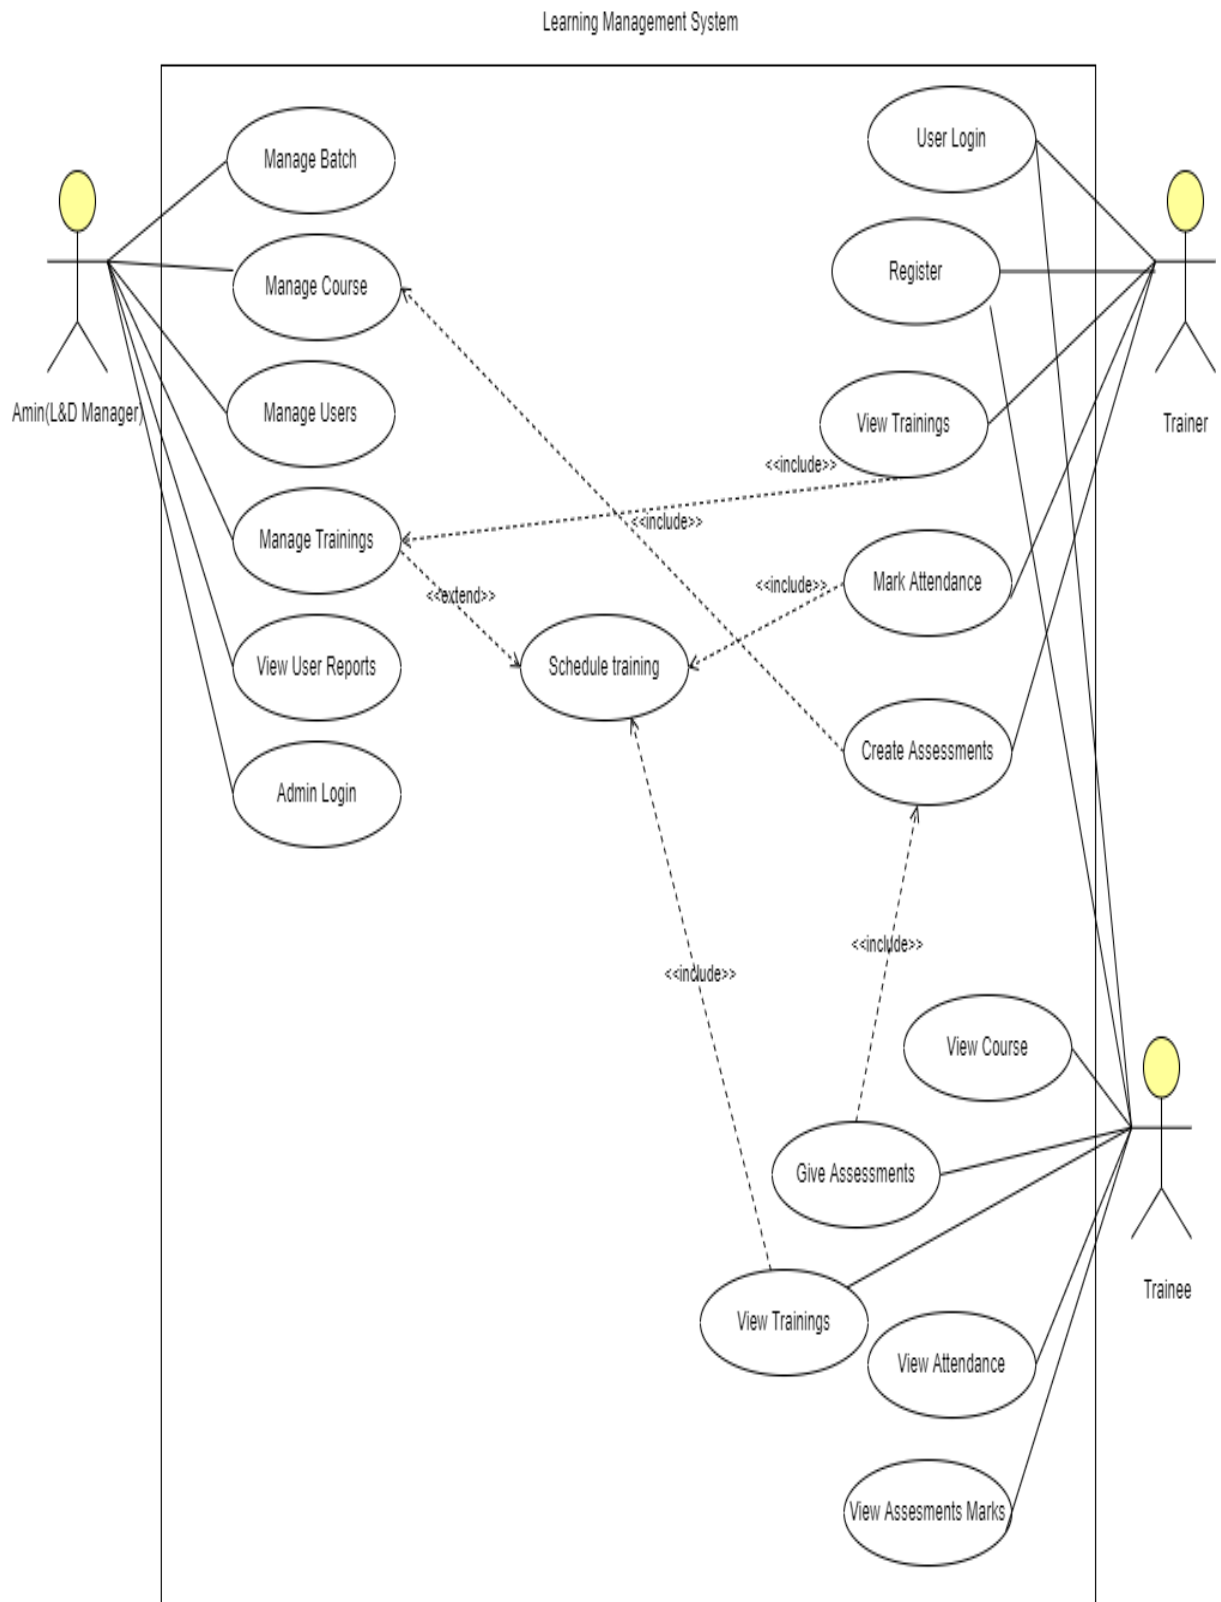 Learning Management System
Manage Batch
User Login
Manage Course
Register
Amin(L&D Manager)
Manage Users
View Trainings
Trainer
<<include>>
<<include>>
Manage Trainings
Mark Attendance
<<include>>
<<extend>>
View User Reports
Schedule training
Create Assessments
Admin Login
<<include>>
<<include>>
View Course
Give Assessments
Trainee
View Trainings
View Attendance
View Assesments Marks